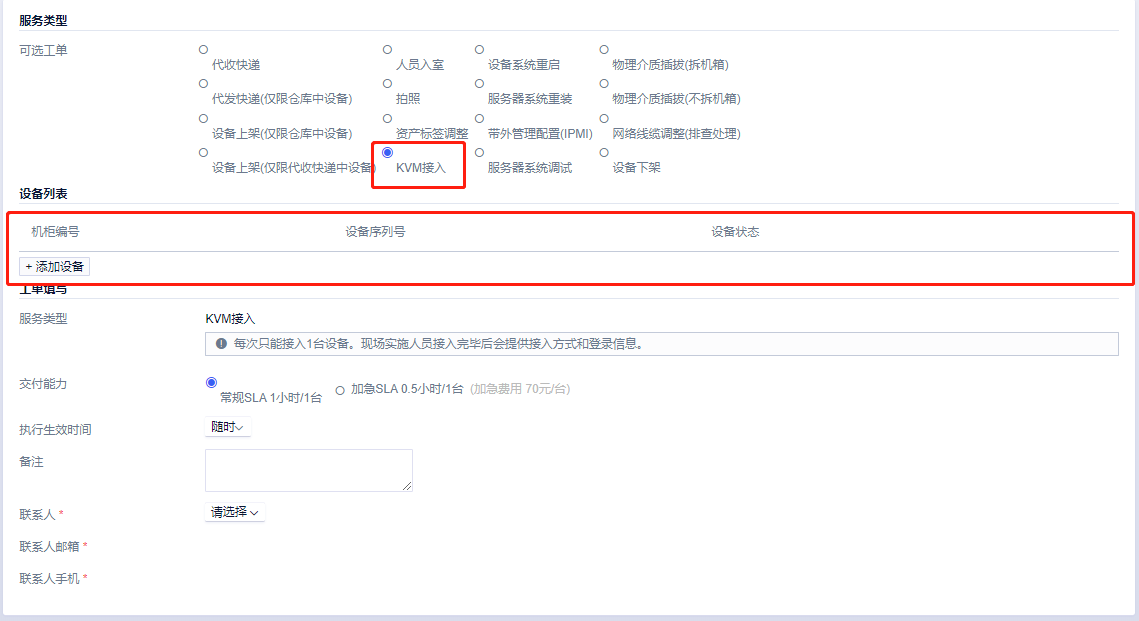 服务类型
可选工单
代收快递 人员入室 设备系统重启 物理介质插拔(拆机箱)
代发快递(仅限仓库中设备) 拍照 服务器系统重装 物理介质插拔(不拆机箱)
设备上架(仅限仓库中设备) 资产标签调整 带外管理配置(IPMI) 网络线缆调整(排查处理)
设备上架(仅限代收快递中设备) KVM接入 服务器系统调试 设备下架
设备列表
机柜编号 设备序列号 设备状态
+ 添加设备
工单填写
服务类型 KVM接入
每次只能接入1台设备。现场实施人员接入完毕后会提供接入方式和登录信息。
交付能力 常规SLA 1小时/1台 加急SLA 0.5小时/1台 (加急费用 70元/台)
执行生效时间 随时
备注
联系人 * 请选择
联系人邮箱 *
联系人手机 *